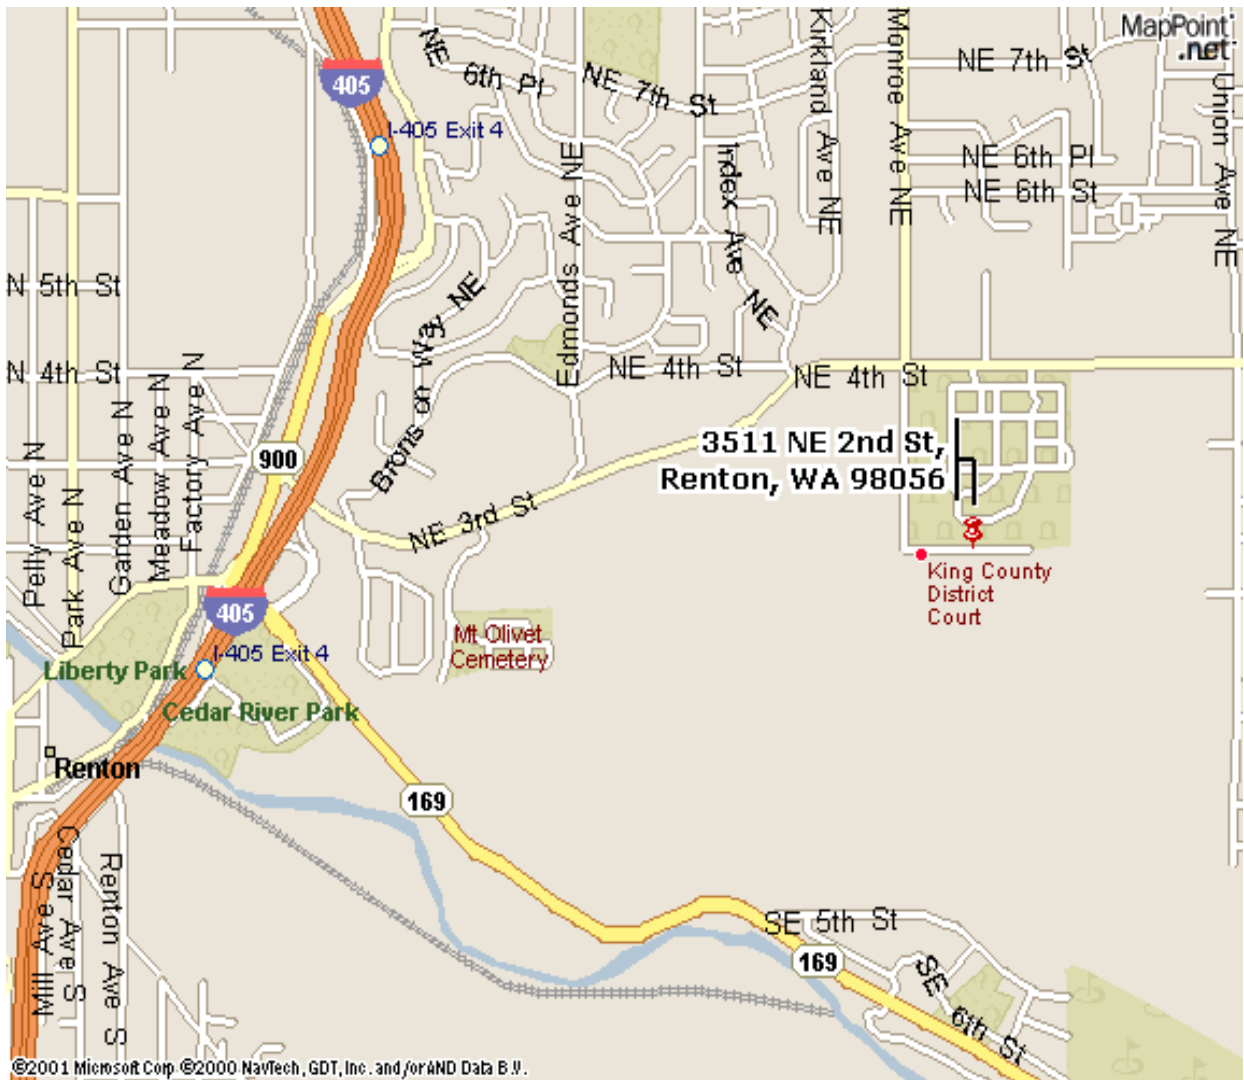 MapPoint
.net
405
I-405 Exit 4
NE 6th Pl
NE 7th St
Kirkland Ave NE
Monroe Ave NE
NE 7th St
Union Ave NE
NE 6th Pl
NE 6th St
Index Ave NE
Edmonds Ave NE
N 5th St
Bronson Way NE
N 4th St
NE 4th St
NE 4th St
Factory Ave N
Meadow Ave N
Garden Ave N
Park Ave N
Pelly Ave N
900
3511 NE 2nd St,
Renton, WA 98056
NE 3rd St
King County
District
Court
405
Mt Olivet
Cemetery
I-405 Exit 4
Liberty Park
Cedar River Park
Renton
169
Mill Ave S
Cedar Ave S
Renton Ave S
SE 5th St
169
SE 6th St
©2001 Microsoft Corp ©2000 NavTech, GDT, Inc. and/or AND Data B.V.